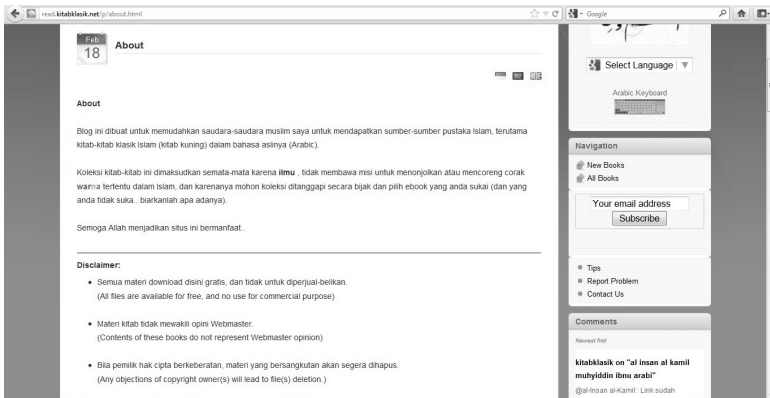 read.kitabklasik.net/p/about.html
Google
Feb
18
About
About
Blog ini dibuat untuk memudahkan saudara-saudara muslim saya untuk mendapatkan sumber-sumber pustaka Islam, terutama
kitab-kitab klasik Islam (kitab kuning) dalam bahasa aslinya (Arabic).
Koleksi kitab-kitab ini dimaksudkan semata-mata karena ilmu , tidak membawa misi untuk menonjolkan atau mencoreng corak
warna tertentu dalam Islam, dan karenanya mohon koleksi ditanggapi secara bijak dan pilih ebook yang anda sukai (dan yang
anda tidak suka.. biarkanlah apa adanya).
Semoga Allah menjadikan situs ini bermanfaat..
Disclaimer:
Semua materi download disini gratis, dan tidak untuk diperjual-belikan.
(All files are available for free, and no use for commercial purpose)
Materi kitab tidak mewakili opini Webmaster.
(Contents of these books do not represent Webmaster opinion)
Bila pemilik hak cipta berkeberatan, materi yang bersangkutan akan segera dihapus.
(Any objections of copyright owner(s) will lead to file(s) deletion.)
Select Language
Arabic Keyboard
Navigation
New Books
All Books
Your email address
Subscribe
Tips
Report Problem
Contact Us
Comments
Newest first
kitabklasik on "al insan al kamil
muhyiddin ibnu arabi"
@al-Insan al-Kamil : Link sudah